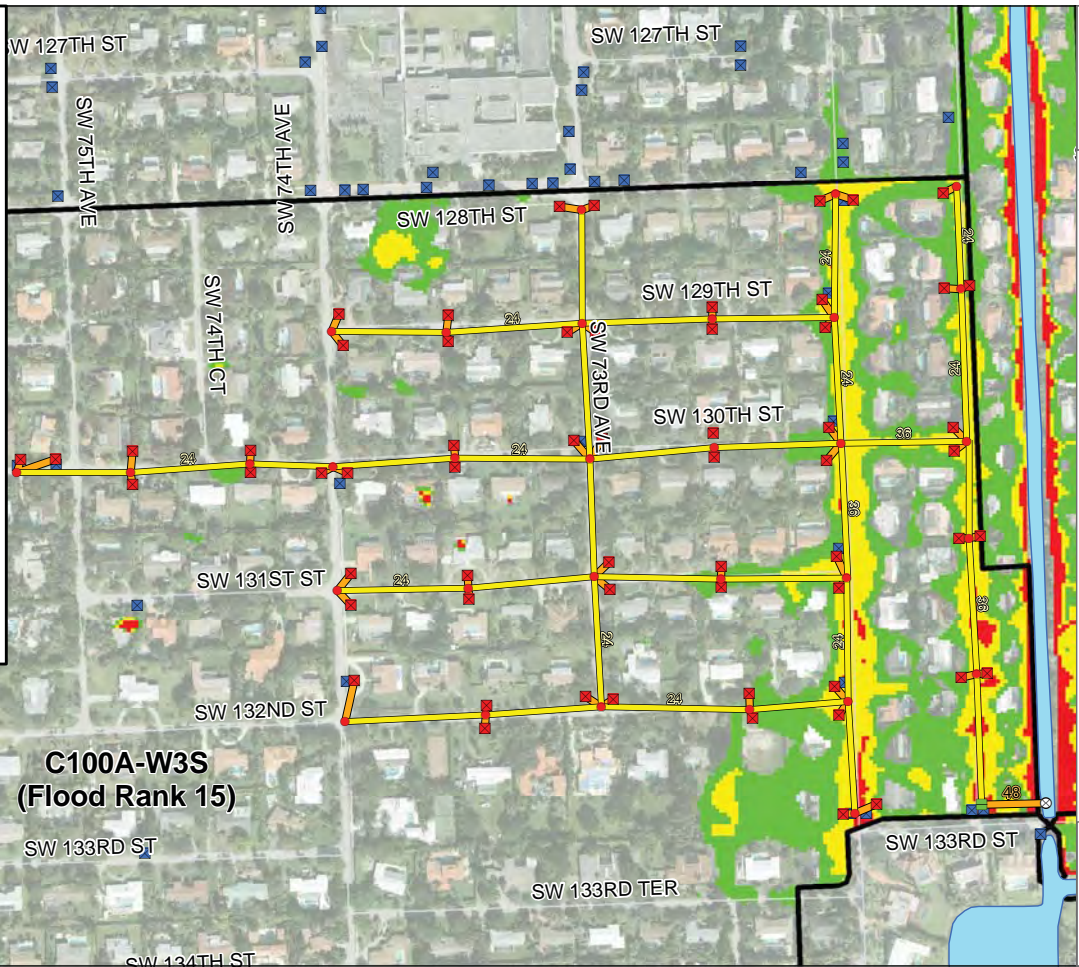 SW 127TH ST
SW 127TH ST
SW 75TH AVE
SW 74TH AVE
SW 128TH ST
24
24
SW 74TH CT
SW 129TH ST
24
SW 73RD AVE
24
24
SW 130TH ST
36
24
24
36
SW 131ST ST
24
24
24
36
SW 132ND ST
24
C100A-W3S
(Flood Rank 15)
48
SW 133RD ST
SW 133RD ST
SW 133RD TER
SW 134TH ST